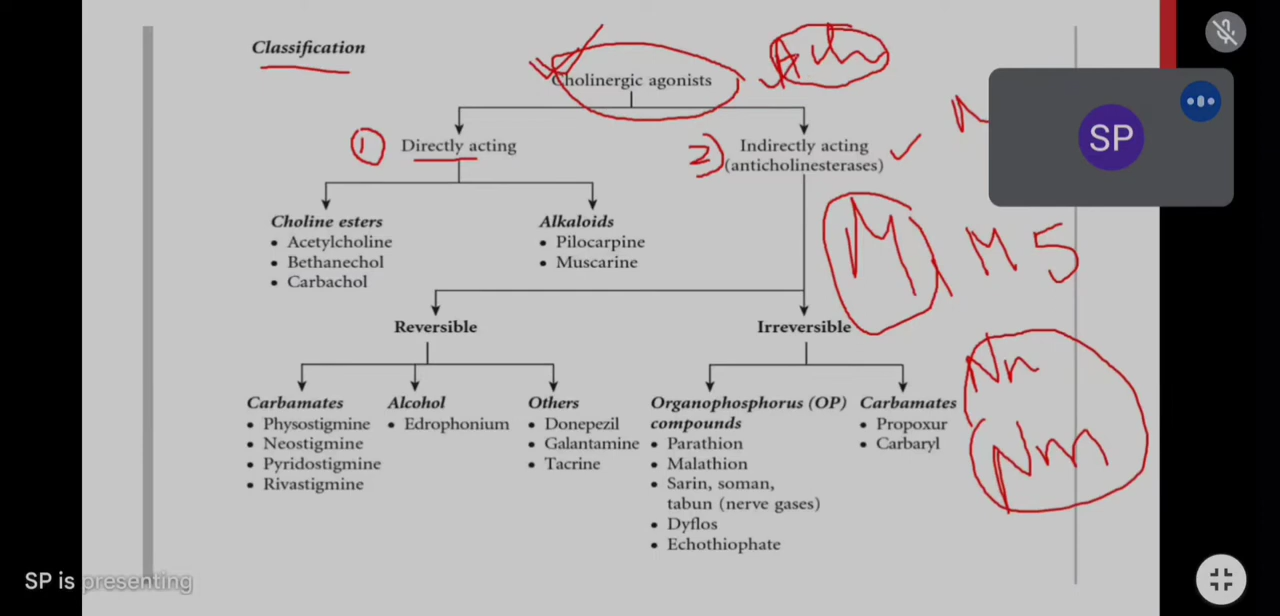 Classification
Cholinergic agonists
Ach
① Directly acting
2) Indirectly acting
(anticholinesterases)
SP
M1 M5
Choline esters
• Acetylcholine
• Bethanechol
• Carbachol
Alkaloids
• Pilocarpine
• Muscarine
Reversible
Irreversible
Carbamates
• Physostigmine
• Neostigmine
• Pyridostigmine
• Rivastigmine
Alcohol
• Edrophonium
Others
• Donepezil
• Galantamine
• Tacrine
Organophosphorus (OP)
compounds
• Parathion
• Malathion
• Sarin, soman,
tabun (nerve gases)
• Dyflos
• Echothiophate
Carbamates
• Propoxur
• Carbaryl
Nn
Nm
SP is presenting